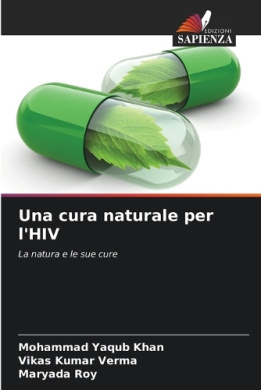 EDIZIONI
SAPIENZA
Una cura naturale per
l'HIV
La natura e le sue cure
Mohammad Yaqub Khan
Vikas Kumar Verma
Maryada Roy